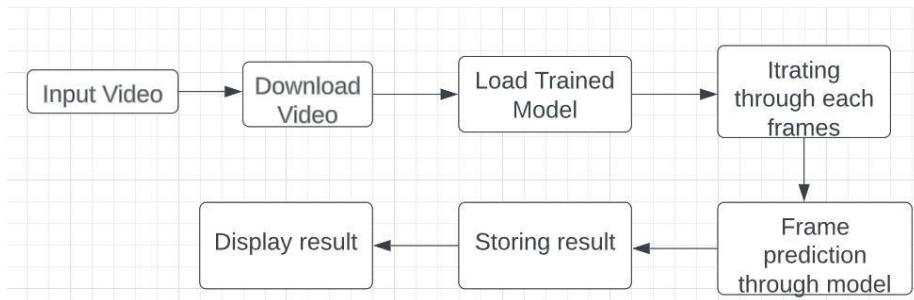 Input Video
Download
Video
Load Trained
Model
Itrating
through each
frames
Frame
prediction
through model
Storing result
Display result